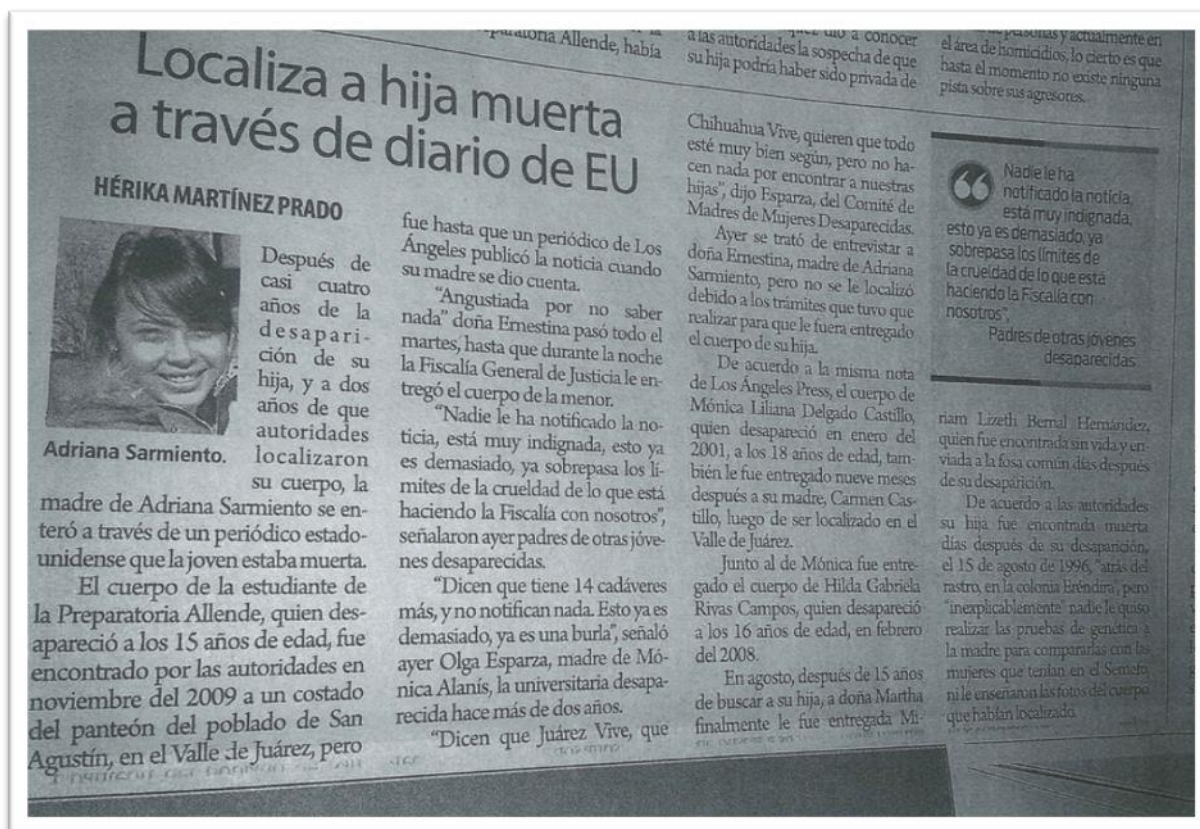 paratoria Allende, había
a conocer
a las autoridades la sospecha de que
su hija podría haber sido privada de
personas y actualmente en
el área de homicidios, lo cierto es que
hasta el momento no existe ninguna
pista sobre sus agresores.
Localiza a hija muerta
a través de diario de EU
HÉRIKA MARTÍNEZ PRADO
Adriana Sarmiento.
Después de
casi cuatro
años de la
desapari-
ción de su
hija, y a dos
años de que
autoridades
localizaron
su cuerpo, la
madre de Adriana Sarmiento se en-
teró a través de un periódico estado-
unidense que la joven estaba muerta.
El cuerpo de la estudiante de
la Preparatoria Allende, quien des-
apareció a los 15 años de edad, fue
encontrado por las autoridades en
noviembre del 2009 a un costado
del panteón del poblado de San
Agustín, en el Valle de Juárez, pero
fue hasta que un periódico de Los
Ángeles publicó la noticia cuando
su madre se dio cuenta.
“Angustiada por no saber
nada” doña Ernestina pasó todo el
martes, hasta que durante la noche
la Fiscalía General de Justicia le en-
tregó el cuerpo de la menor.
“Nadie le ha notificado la no-
ticia, está muy indignada, esto ya
es demasiado, ya sobrepasa los lí-
mites de la crueldad de lo que está
haciendo la Fiscalía con nosotros”,
señalaron ayer padres de otras jóve-
nes desaparecidas.
“Dicen que tiene 14 cadáveres
más, y no notifican nada. Esto ya es
demasiado, ya es una burla”, señaló
ayer Olga Esparza, madre de Mó-
nica Alanís, la universitaria desapa-
recida hace más de dos años.
“Dicen que Juárez Vive, que
Chihuahua Vive, quieren que todo
esté muy bien según, pero no ha-
cen nada por encontrar a nuestras
hijas”, dijo Esparza, del Comité de
Madres de Mujeres Desaparecidas.
Ayer se trató de entrevistar a
doña Ernestina, madre de Adriana
Sarmiento, pero no se le localizó
debido a los trámites que tuvo que
realizar para que le fuera entregado
el cuerpo de su hija.
De acuerdo a la misma nota
de Los Ángeles Press, el cuerpo de
Mónica Liliana Delgado Castillo,
quien desapareció en enero del
2001, a los 18 años de edad, tam-
bién le fue entregado nueve meses
después a su madre, Carmen Cas-
tillo, luego de ser localizado en el
Valle de Juárez.
Junto al de Mónica fue entre-
gado el cuerpo de Hilda Gabriela
Rivas Campos, quien desapareció
a los 16 años de edad, en febrero
del 2008.
En agosto, después de 15 años
de buscar a su hija, a doña Martha
finalmente le fue entregada Mi-
“ Nadie le ha
notificado la noticia,
está muy indignada,
esto ya es demasiado, ya
sobrepasa los límites de
la crueldad de lo que está
haciendo la Fiscalía con
nosotros”,
Padres de otras jóvenes
desaparecidas
riam Lizeth Bernal Hernández,
quien fue encontrada sin vida y en-
viada a la fosa común días después
de su desaparición.
De acuerdo a las autoridades
su hija fue encontrada muerta
días después de su desaparición,
el 15 de agosto de 1996, “atrás del
rastro, en la colonia Eréndira”, pero
“inexplicablemente” nadie le quiso
realizar las pruebas de genética a
la madre para compararlas con las
mujeres que tenían en el Semefo,
ni le enseñaron las fotos del cuerpo
que habían localizado.